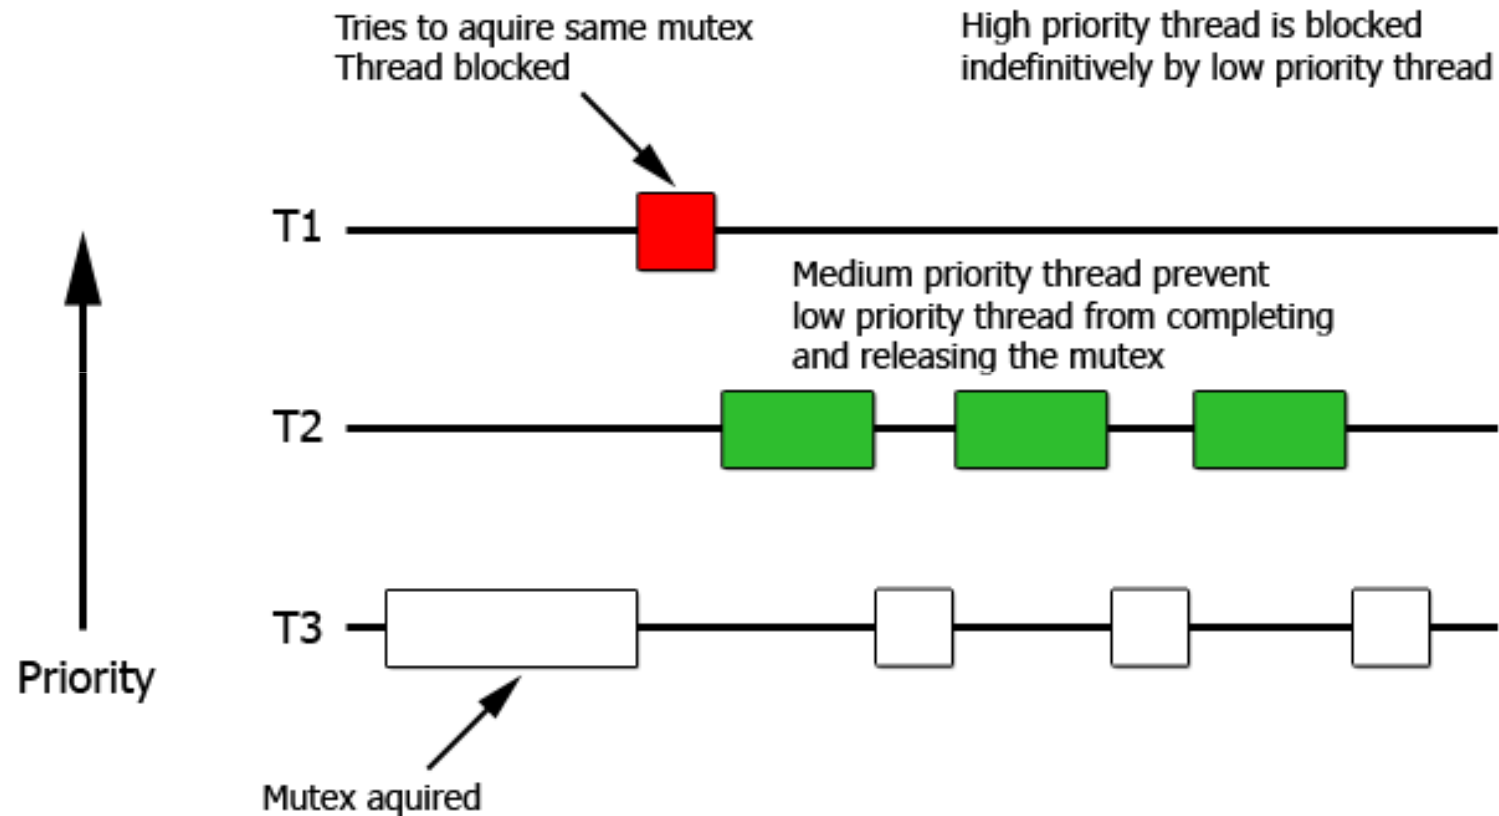 Tries to aquire same mutex
Thread blocked
High priority thread is blocked
indefinitively by low priority thread
T1
Medium priority thread prevent
low priority thread from completing
and releasing the mutex
T2
T3
Priority
Mutex aquired